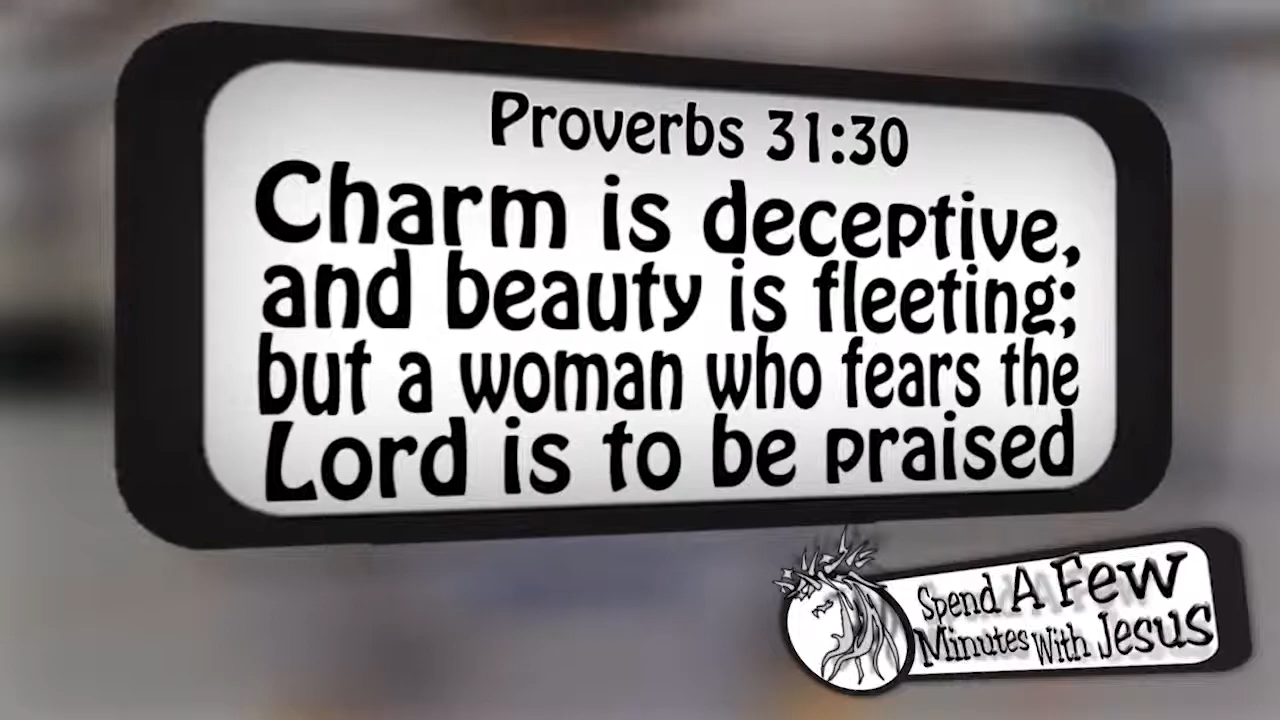 Proverbs 31:30
Charm is deceptive,
and beauty is fleeting;
but a woman who fears the
Lord is to be praised
Spend A Few
Minutes With Jesus